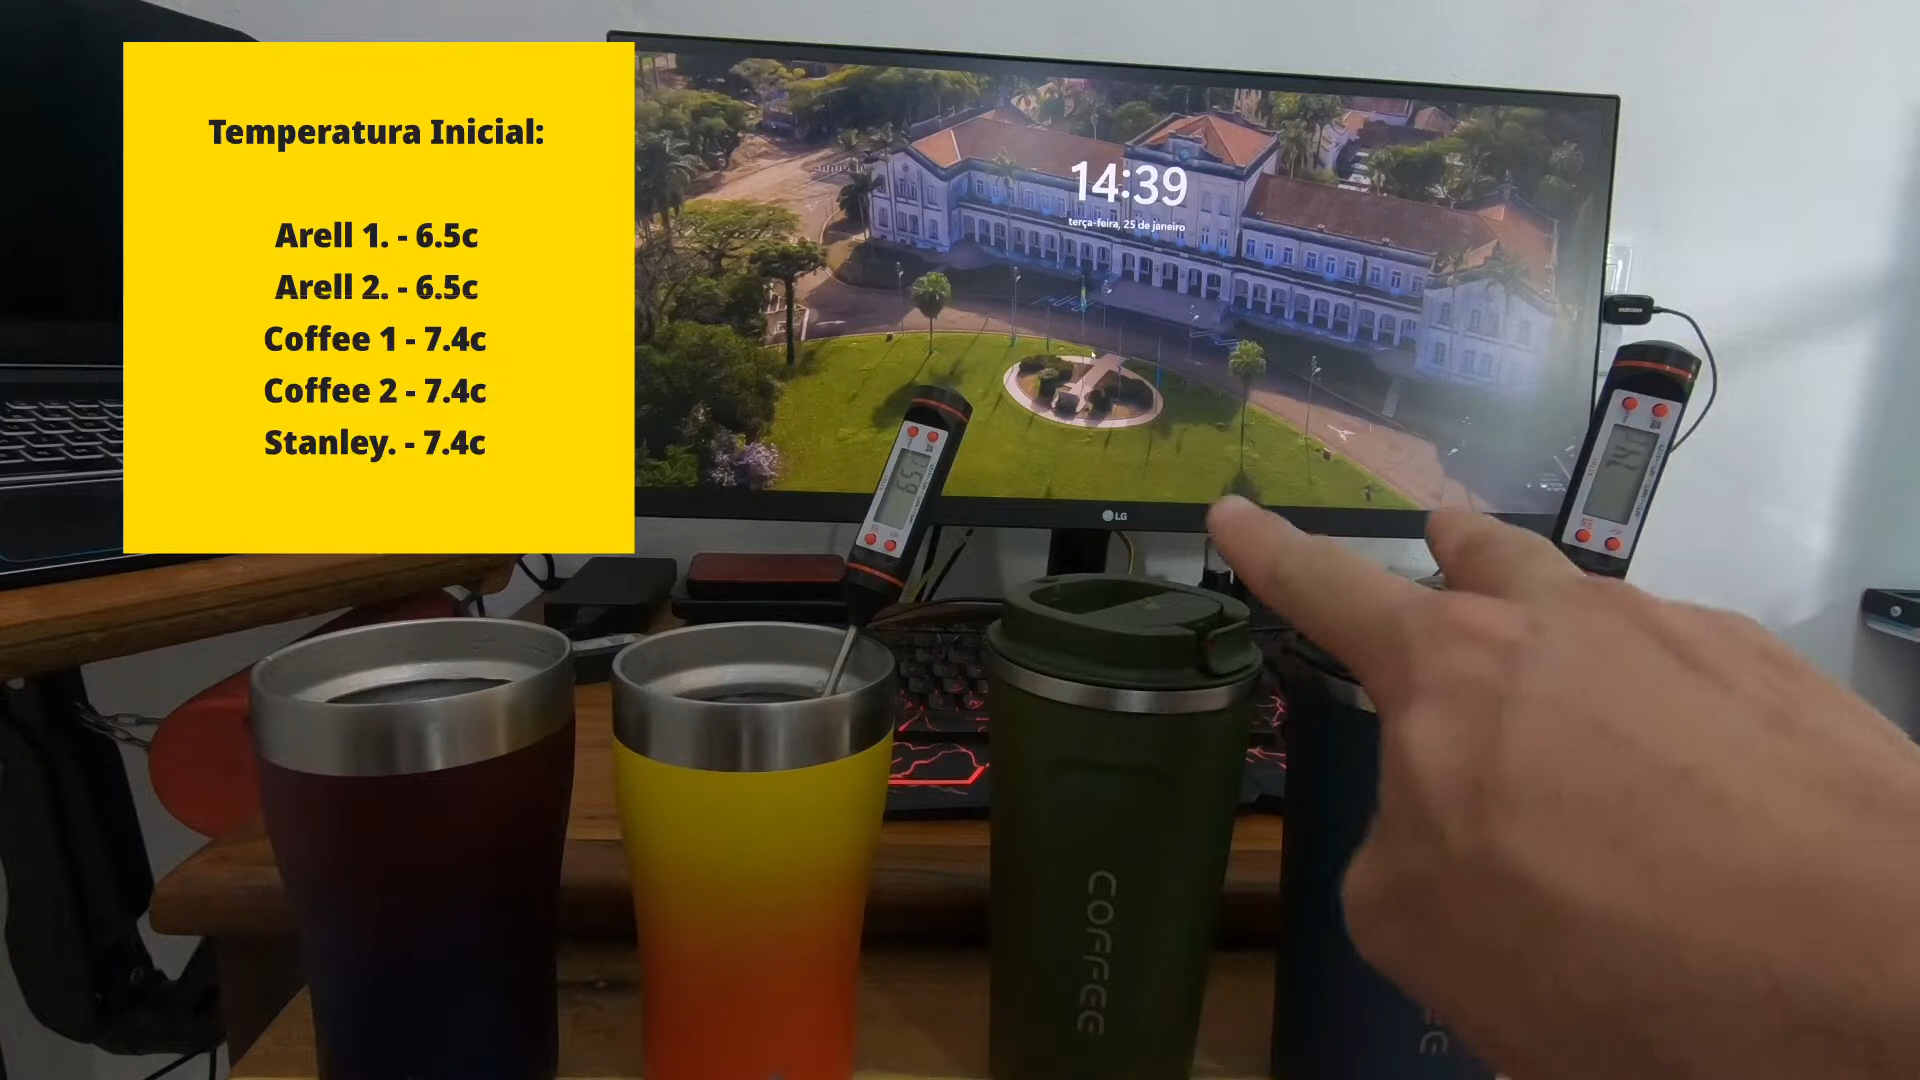 Temperatura Inicial:
Arell 1. - 6.5c
Arell 2. - 6.5c
Coffee 1 - 7.4c
Coffee 2 - 7.4c
Stanley. - 7.4c
14:39
terça-feira, 25 de janeiro
LG
COFFEE